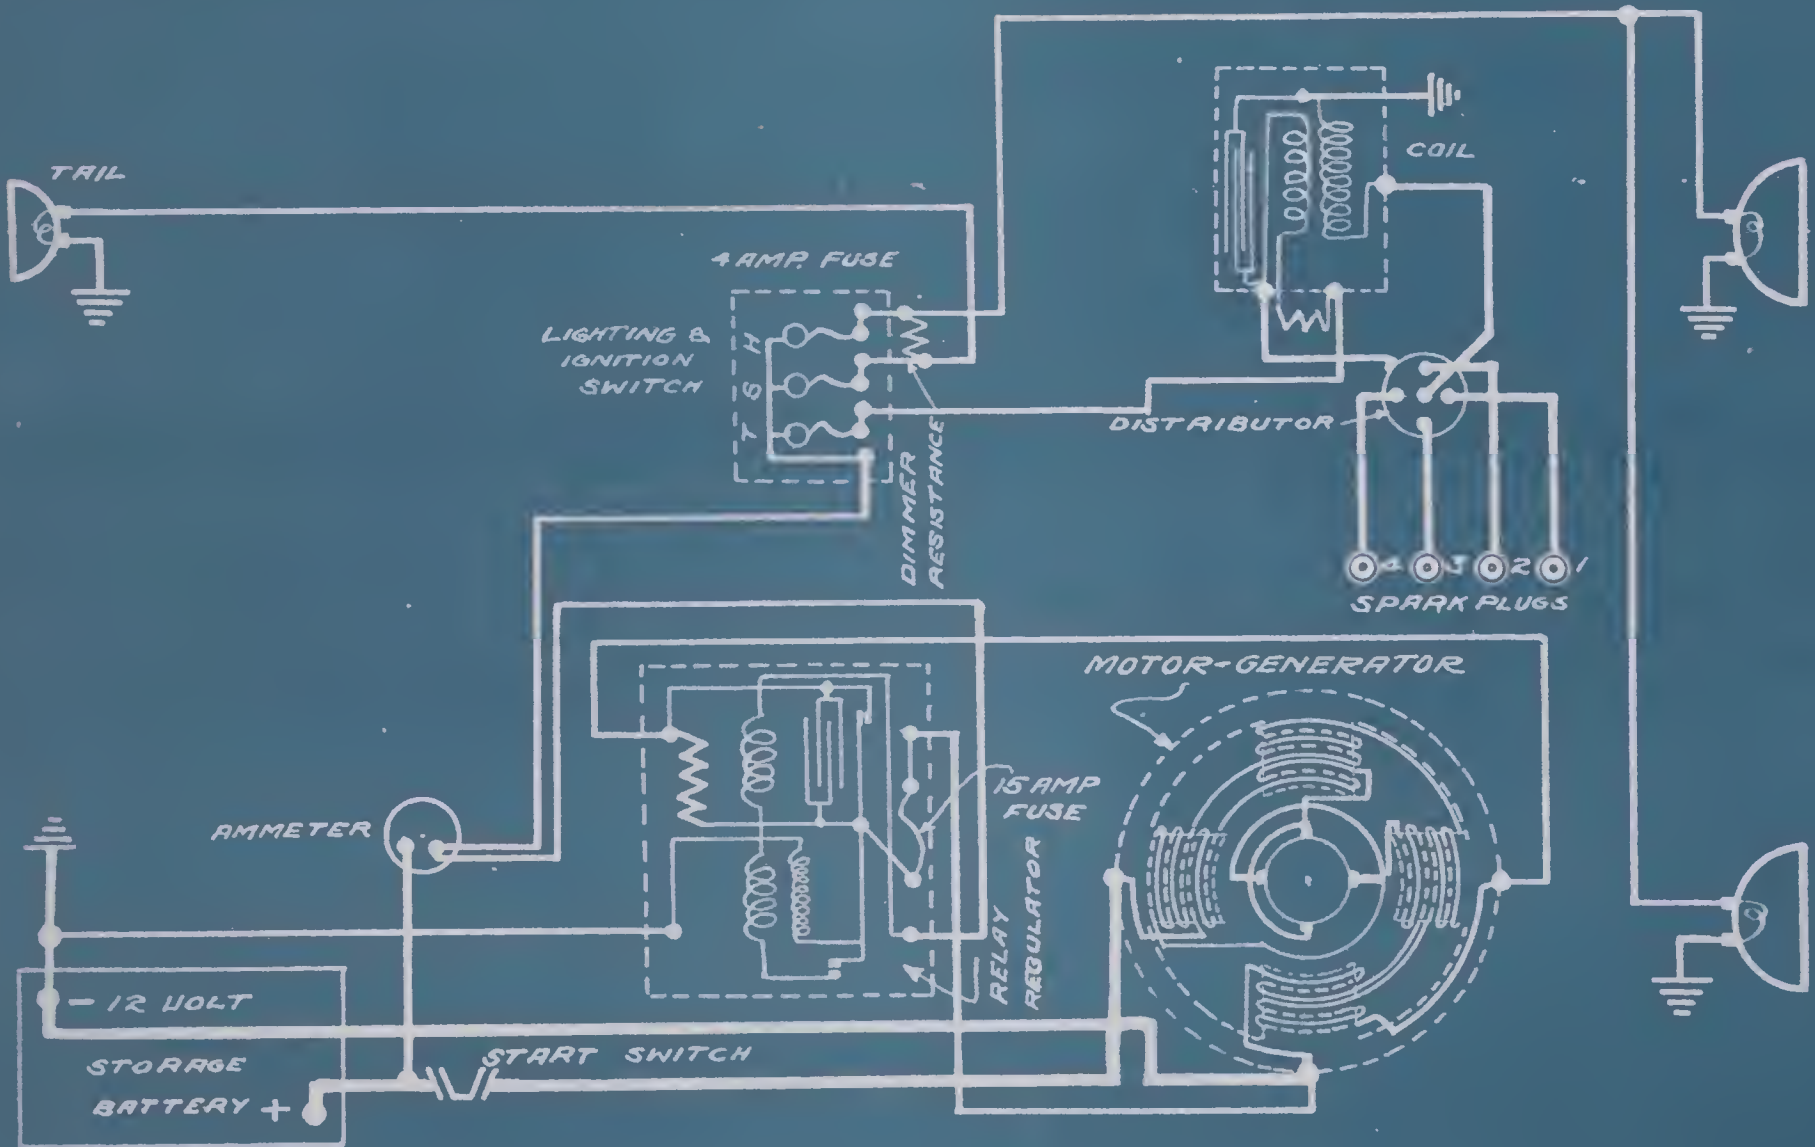 TAIL
COIL
4 AMP. FUSE
LIGHTING &
IGNITION
SWITCH
H
S
T
DIMMER
RESISTANCE
DISTRIBUTOR
4 3 2 1
SPARK PLUGS
MOTOR-GENERATOR
15 AMP
FUSE
AMMETER
RELAY
REGULATOR
- 12 VOLT
STORAGE
BATTERY +
START SWITCH